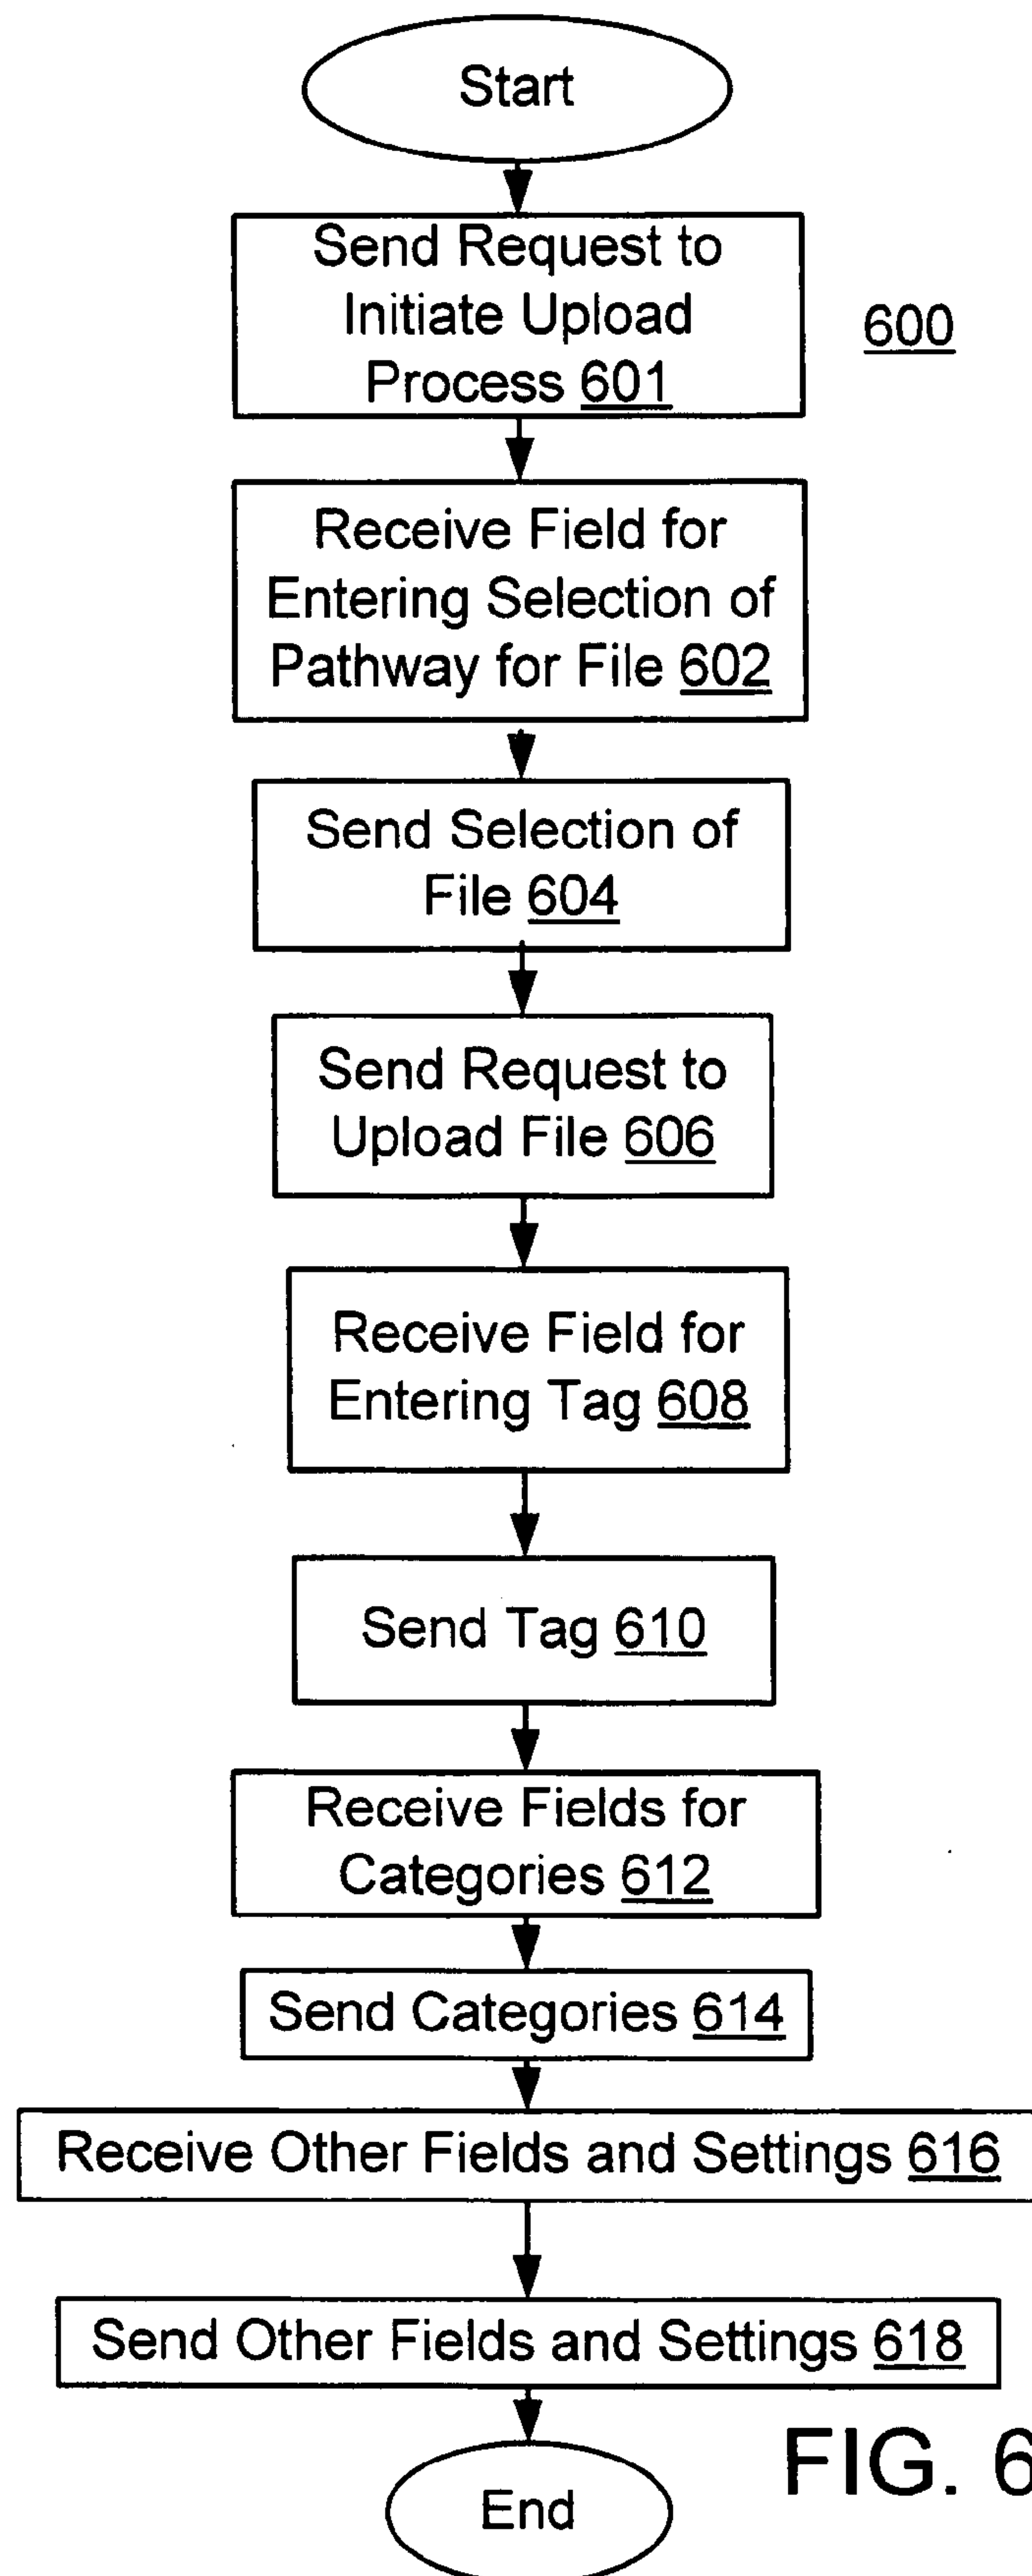 Start
Send Request to
Initiate Upload
Process 601
600
Receive Field for
Entering Selection of
Pathway for File 602
Send Selection of
File 604
Send Request to
Upload File 606
Receive Field for
Entering Tag 608
Send Tag 610
Receive Fields for
Categories 612
Send Categories 614
Receive Other Fields and Settings 616
Send Other Fields and Settings 618
End
FIG. 6